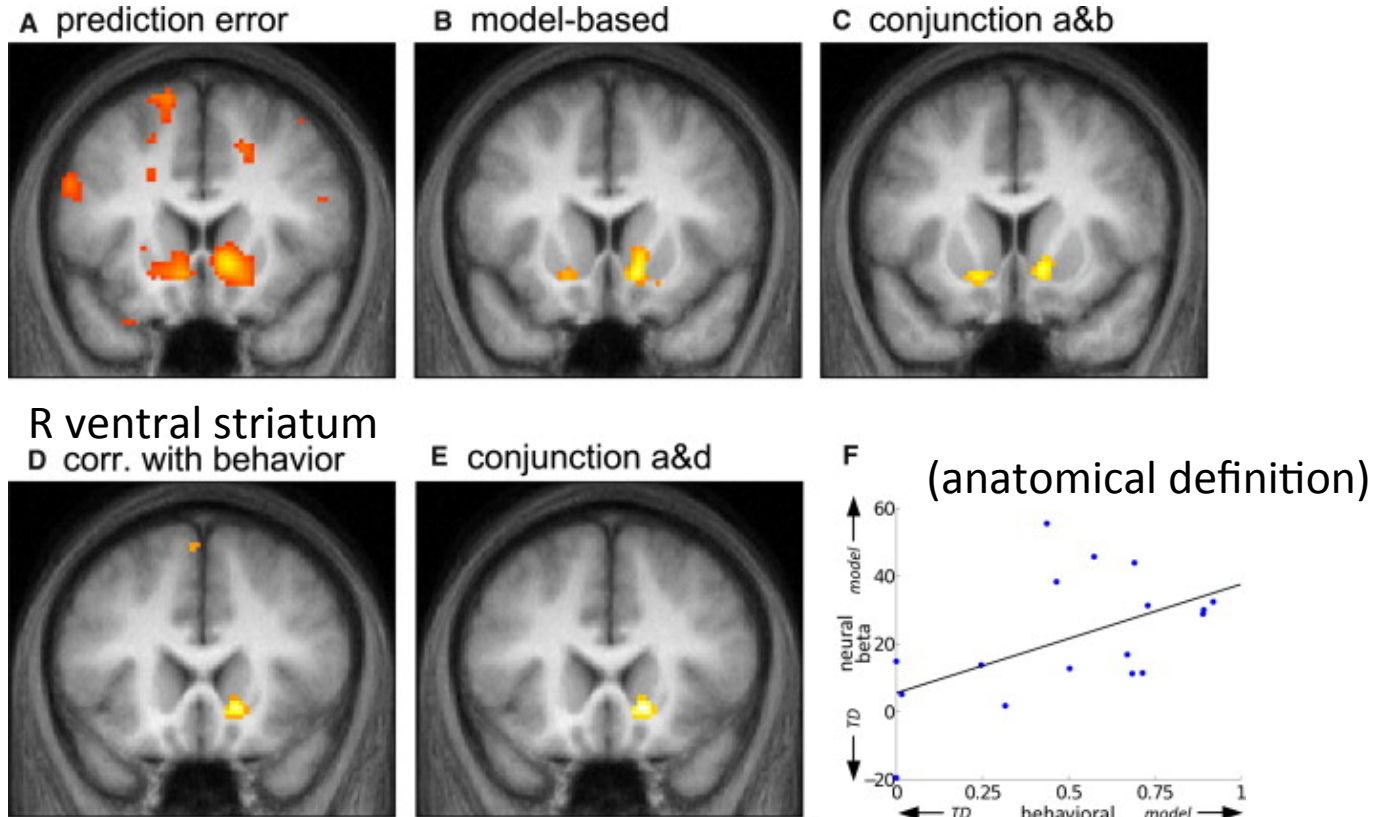 A prediction error
B model-based
C conjunction a&b
R ventral striatum
D corr. with behavior
E conjunction a&d
F
(anatomical definition)
60
40
20
0
−20
model
neural
beta
TD
0 0.25 0.5 0.75 1
TD behavioral model